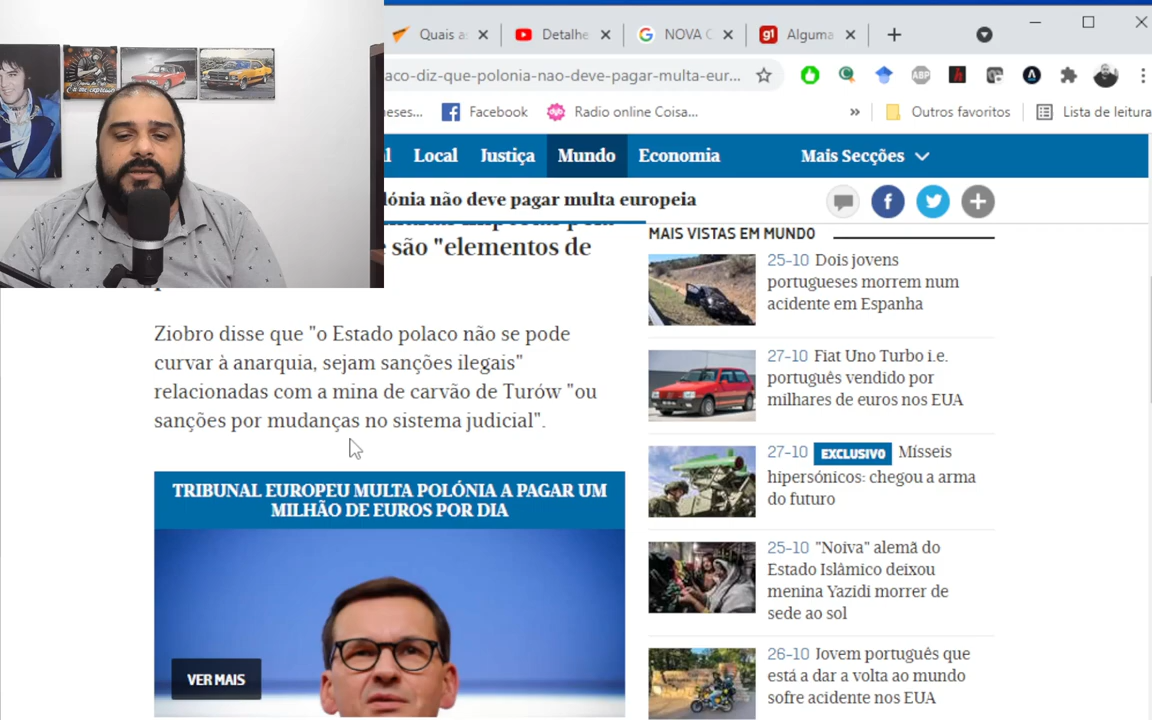 Quais a
Detalhe
NOVA C
g1 Alguma
aco-diz-que-polonia-nao-deve-pagar-multa-eur...
ABP
eses...
Facebook
Radio online Coisa...
»
Outros favoritos
Lista de leitura
l
Local
Justiça
Mundo
Economia
Mais Secções
lónia não deve pagar multa europeia
e são "elementos de
Ziobro disse que "o Estado polaco não se pode
curvar à anarquia, sejam sanções ilegais"
relacionadas com a mina de carvão de Turów "ou
sanções por mudanças no sistema judicial".
TRIBUNAL EUROPEU MULTA POLÓNIA A PAGAR UM
MILHÃO DE EUROS POR DIA
VER MAIS
MAIS VISTAS EM MUNDO
25-10 Dois jovens
portugueses morrem num
acidente em Espanha
27-10 Fiat Uno Turbo i.e.
português vendido por
milhares de euros nos EUA
27-10 EXCLUSIVO Mísseis
hipersónicos: chegou a arma
do futuro
25-10 "Noiva" alemã do
Estado Islâmico deixou
menina Yazidi morrer de
sede ao sol
26-10 Jovem português que
está a dar a volta ao mundo
sofre acidente nos EUA